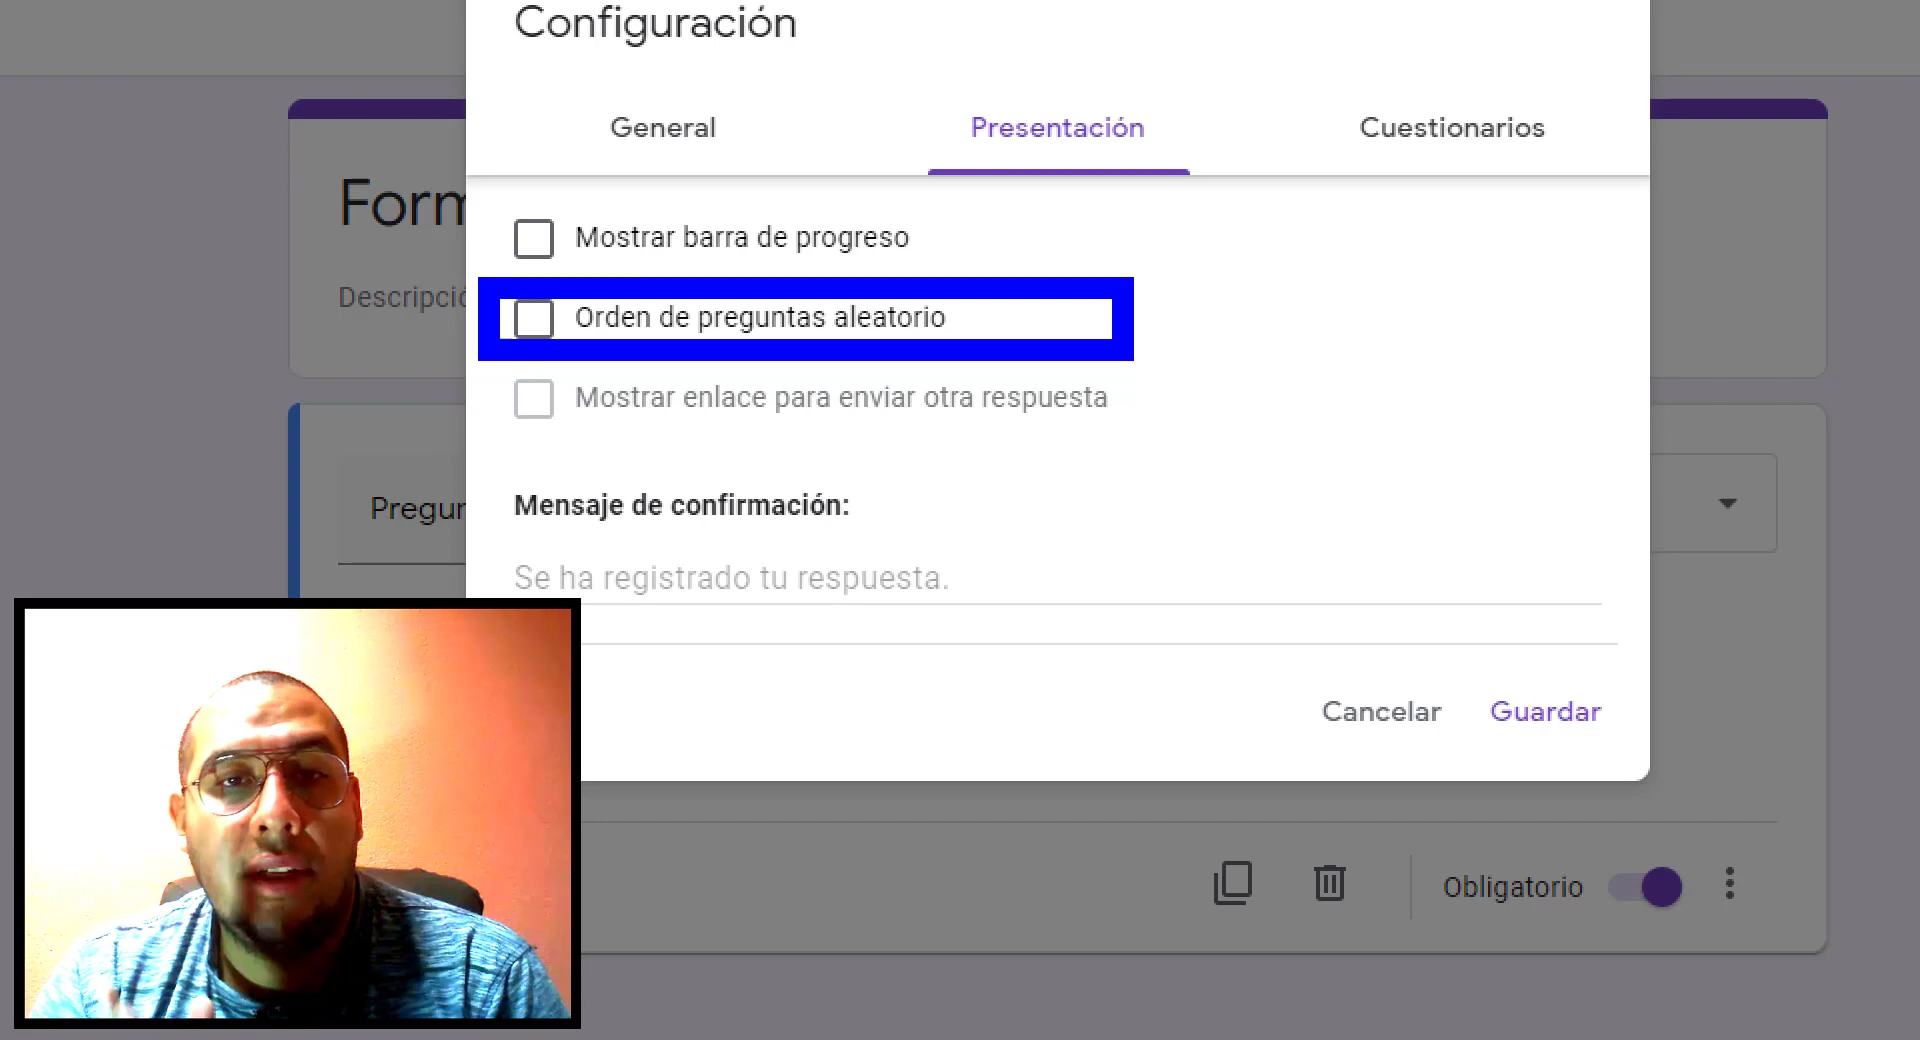 Configuración
General
Presentación
Cuestionarios
Form
Mostrar barra de progreso
Descripció
Orden de preguntas aleatorio
Mostrar enlace para enviar otra respuesta
Pregun
Mensaje de confirmación:
Se ha registrado tu respuesta.
Cancelar
Guardar
Obligatorio